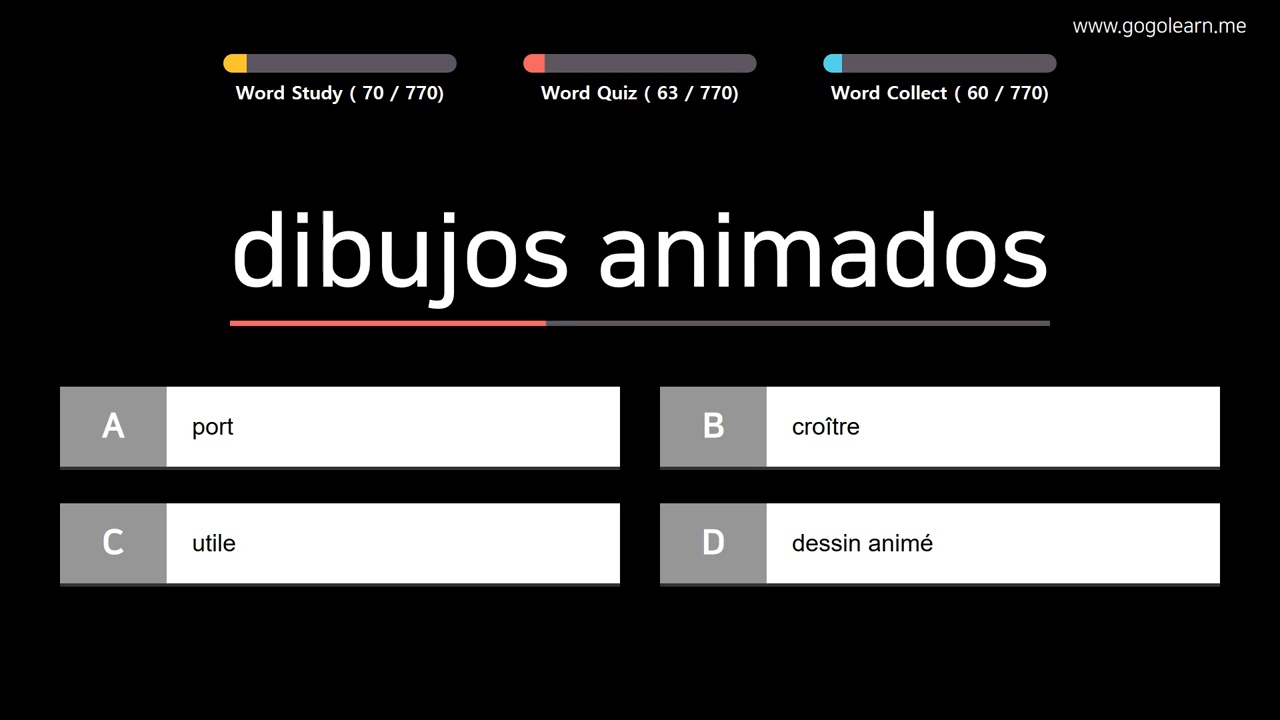 www.gogolearn.me
Word Study ( 70 / 770)
Word Quiz ( 63 / 770)
Word Collect ( 60 / 770)
dibujos animados
A port
B croître
C utile
D dessin animé